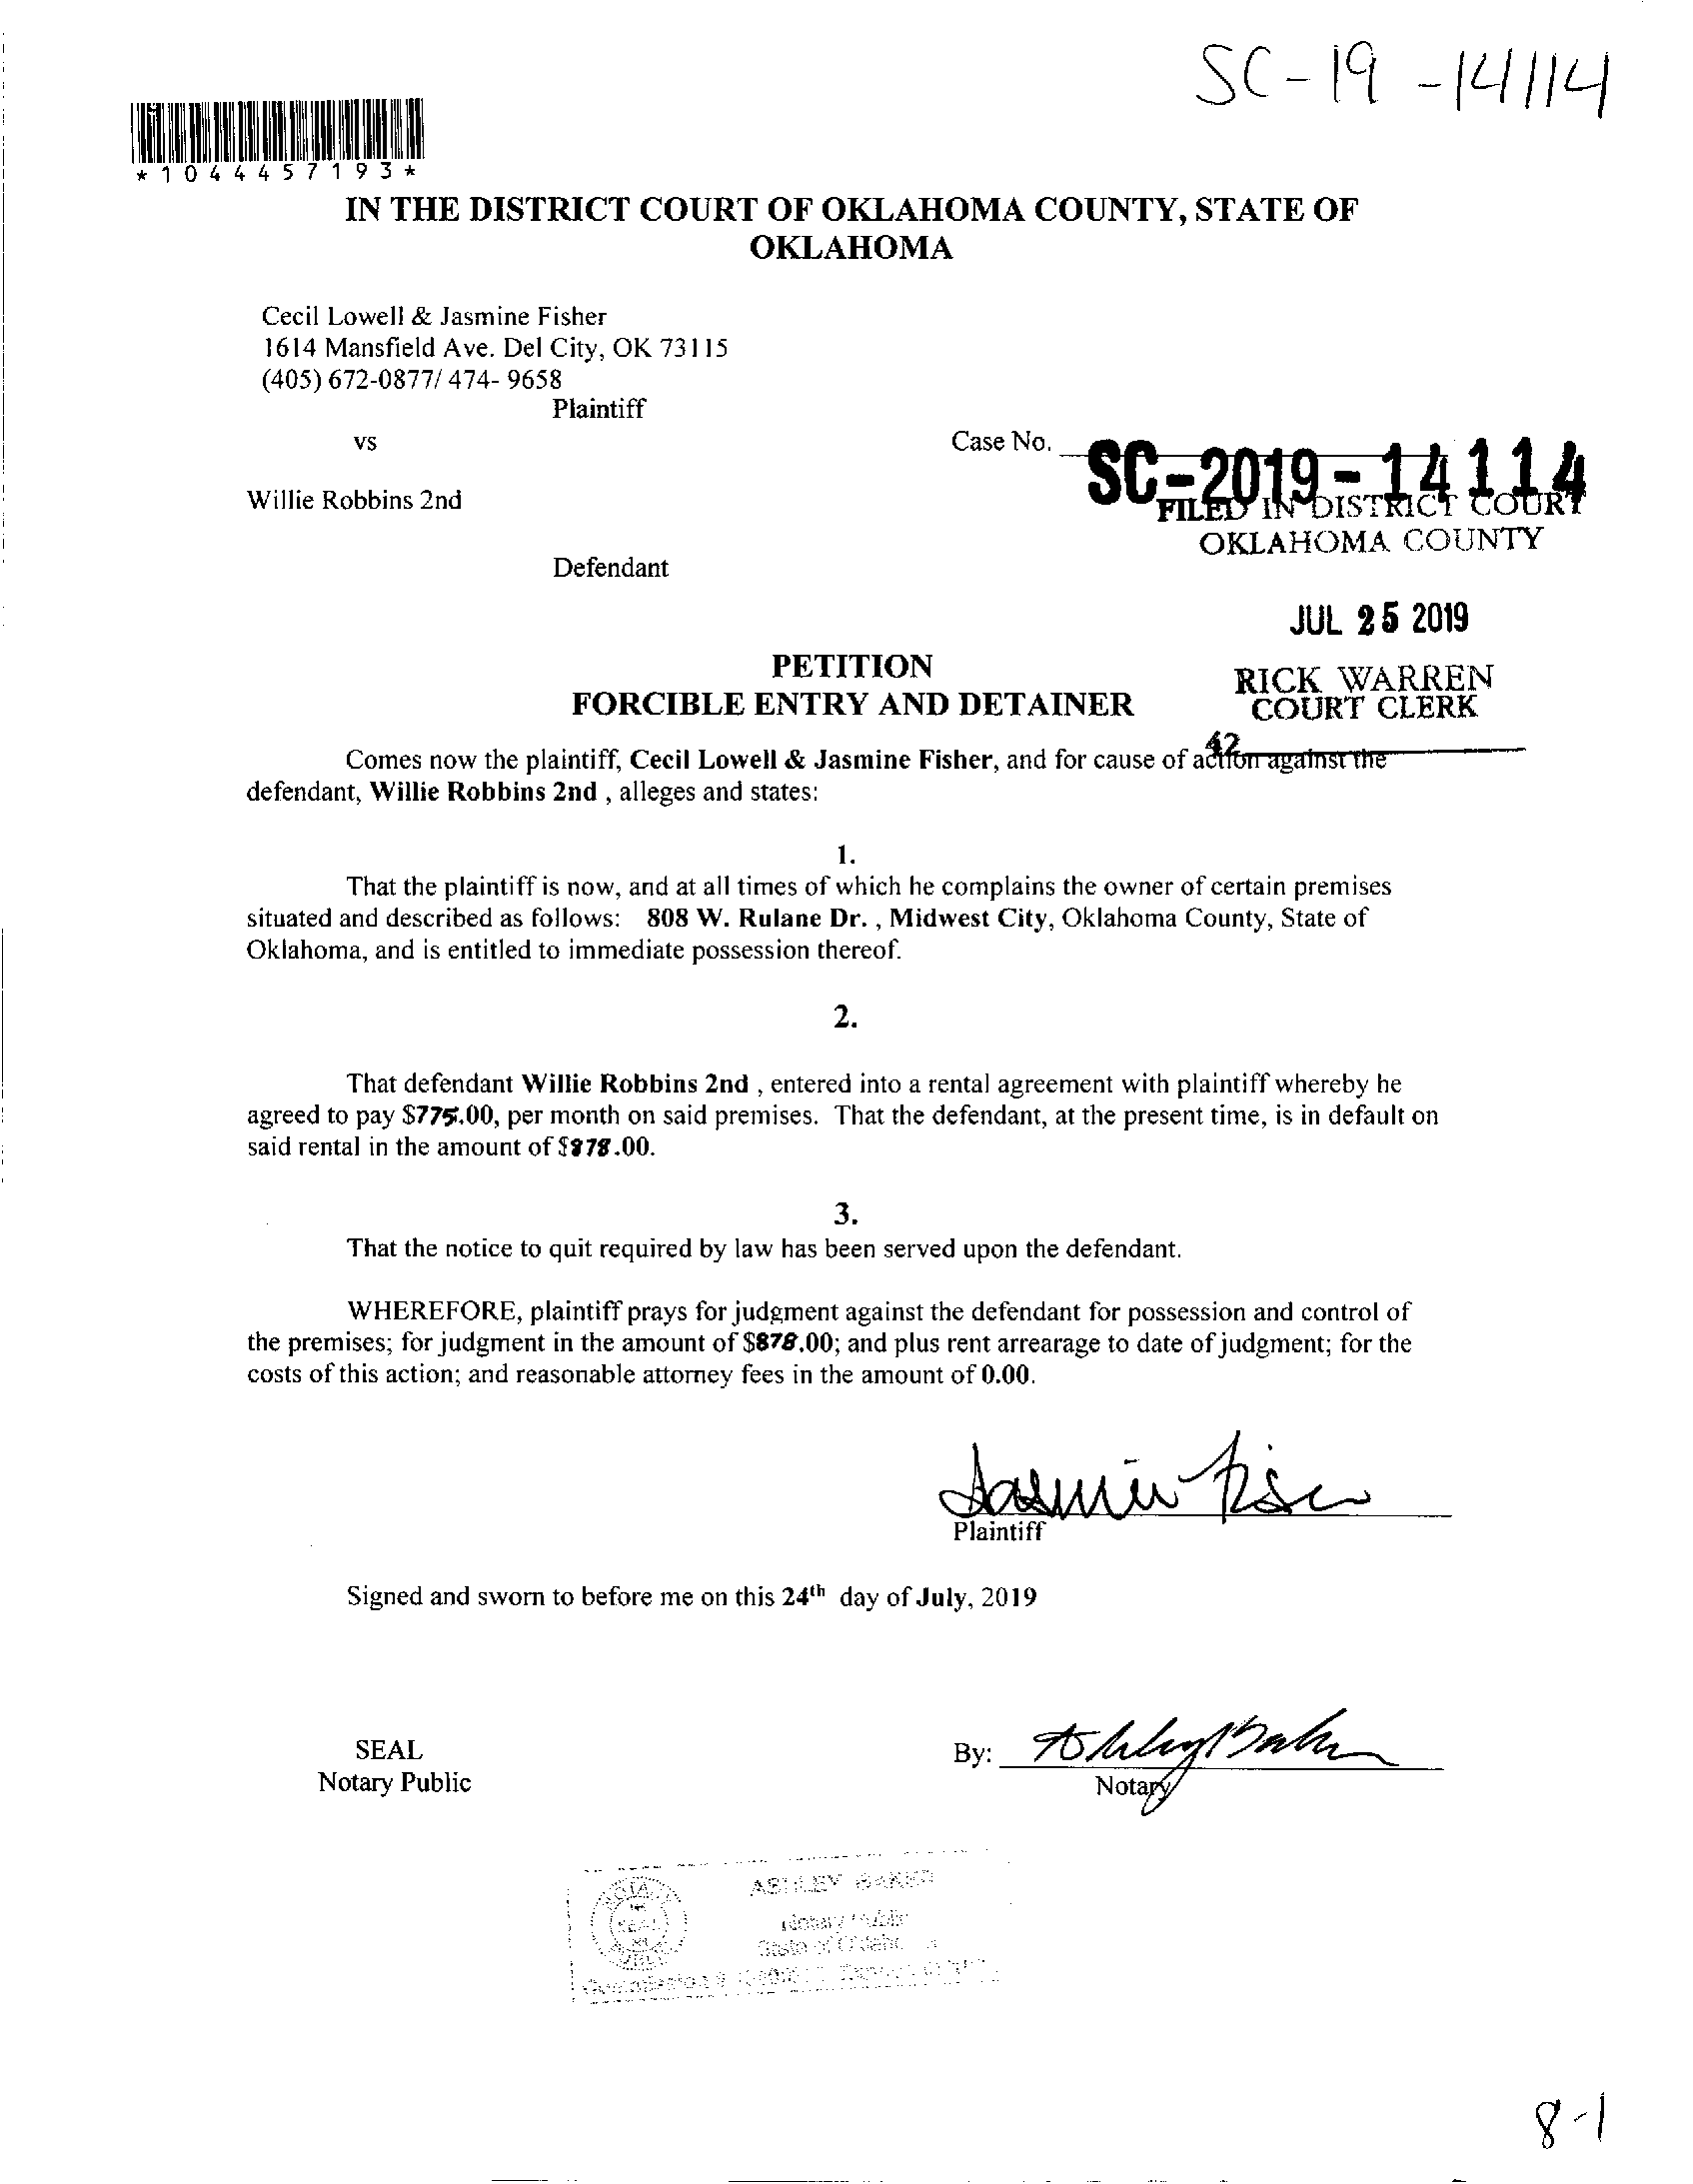 SC-19-14114
*1044457193*
IN THE DISTRICT COURT OF OKLAHOMA COUNTY, STATE OF
OKLAHOMA
Cecil Lowell & Jasmine Fisher
1614 Mansfield Ave. Del City, OK 73115
(405) 672-0877/ 474- 9658
Plaintiff
vs
Case No. SC-2019-14114
Willie Robbins 2nd
FILED IN DISTRICT COURT
OKLAHOMA COUNTY
Defendant
JUL 25 2019
PETITION
RICK WARREN
FORCIBLE ENTRY AND DETAINER
COURT CLERK
42
Comes now the plaintiff, Cecil Lowell & Jasmine Fisher, and for cause of action against the
defendant, Willie Robbins 2nd , alleges and states:
1.
That the plaintiff is now, and at all times of which he complains the owner of certain premises
situated and described as follows: 808 W. Rulane Dr. , Midwest City, Oklahoma County, State of
Oklahoma, and is entitled to immediate possession thereof.
2.
That defendant Willie Robbins 2nd , entered into a rental agreement with plaintiff whereby he
agreed to pay $775.00, per month on said premises. That the defendant, at the present time, is in default on
said rental in the amount of $878.00.
3.
That the notice to quit required by law has been served upon the defendant.
WHEREFORE, plaintiff prays for judgment against the defendant for possession and control of
the premises; for judgment in the amount of $878.00; and plus rent arrearage to date of judgment; for the
costs of this action; and reasonable attorney fees in the amount of 0.00.
Plaintiff
Signed and sworn to before me on this 24th day of July, 2019
SEAL
By: Ashley Baker
Notary Public
Notary
ASHLEY BAKER
Notary Public
State of Oklahoma
8-1